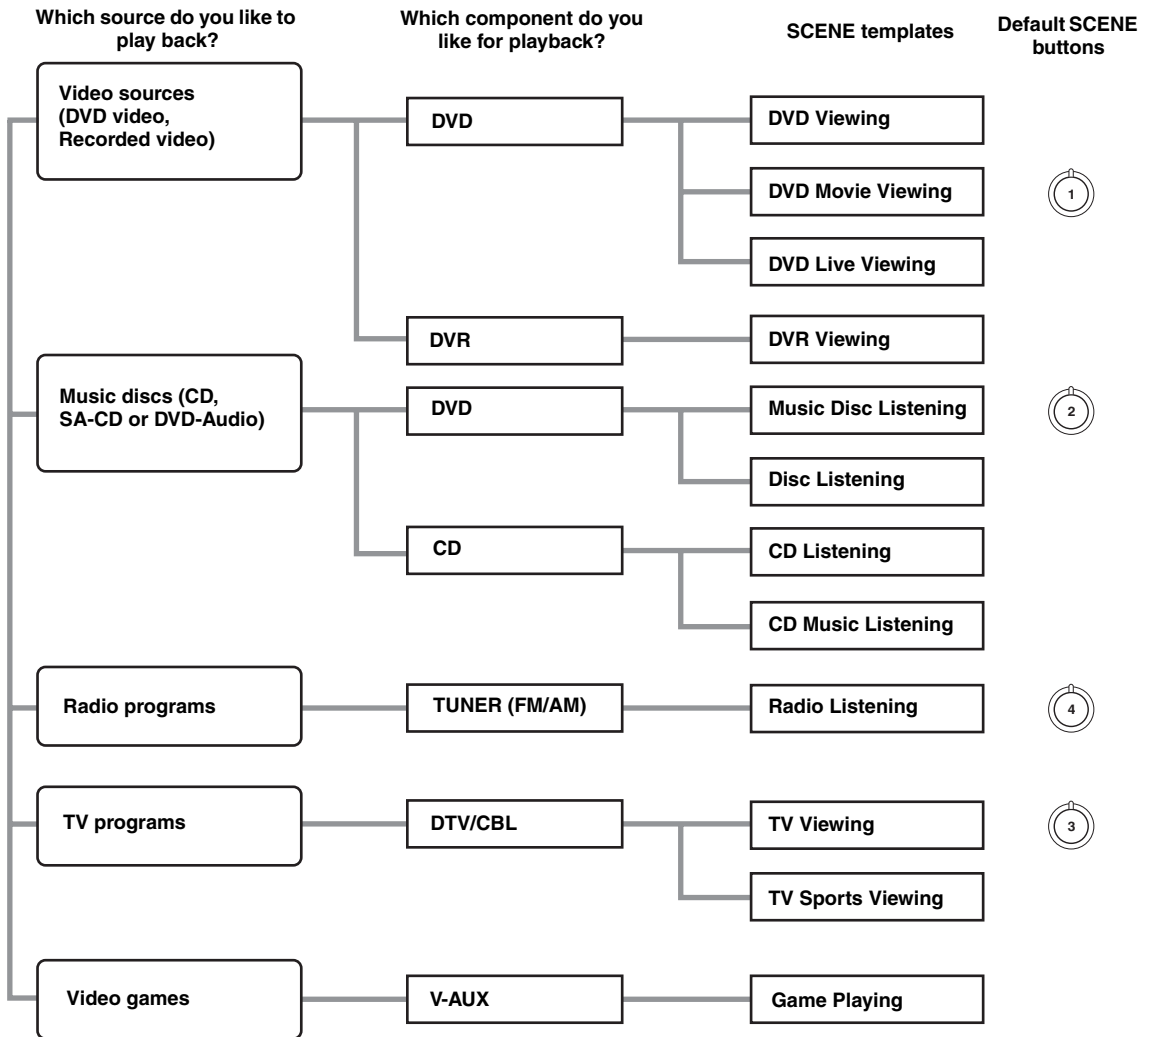 Which source do you like to
play back?
Which component do you
like for playback?
SCENE templates
Default SCENE
buttons
Video sources
(DVD video,
Recorded video)
DVD
DVD Viewing
DVD Movie Viewing
1
DVD Live Viewing
DVR
DVR Viewing
Music discs (CD,
SA-CD or DVD-Audio)
DVD
Music Disc Listening
2
Disc Listening
CD
CD Listening
CD Music Listening
Radio programs
TUNER (FM/AM)
Radio Listening
4
TV programs
DTV/CBL
TV Viewing
3
TV Sports Viewing
Video games
V-AUX
Game Playing